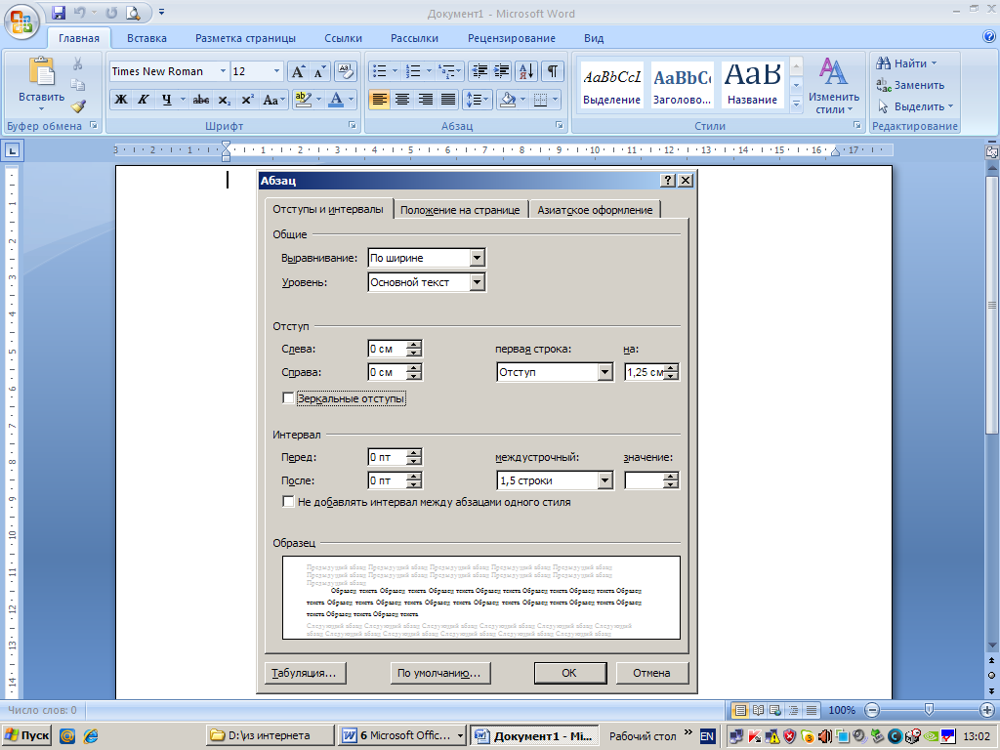 Документ1 - Microsoft Word
Главная Вставка Разметка страницы Ссылки Рассылки Рецензирование Вид
Вставить
Буфер обмена
Times New Roman 12
Ж К Ч abc x₂ x² Aa
Шрифт
Абзац
AaBbCcL AaBbC AaB
Выделение Заголово... Название
Изменить стили
Стили
Найти
Заменить
Выделить
Редактирование
3 2 1 1 2 3 4 5 6 7 8 9 10 11 12 13 14 15 16 17
Абзац
Отступы и интервалы Положение на странице Азиатское оформление
Общие
Выравнивание: По ширине
Уровень: Основной текст
Отступ
Слева: 0 см первая строка: на:
Справа: 0 см Отступ 1,25 см
Зеркальные отступы
Интервал
Перед: 0 пт междустрочный: значение:
После: 0 пт 1,5 строки
Не добавлять интервал между абзацами одного стиля
Образец
Предыдущий абзац Предыдущий абзац Предыдущий абзац Предыдущий абзац Предыдущий абзац
Предыдущий абзац Предыдущий абзац Предыдущий абзац Предыдущий абзац Предыдущий абзац
Предыдущий абзац
Образец текста Образец текста Образец текста Образец текста Образец текста Образец
текста Образец текста Образец текста Образец текста Образец текста Образец текста Образец
текста Образец текста Образец текста
Следующий абзац Следующий абзац Следующий абзац Следующий абзац Следующий абзац Следующий
абзац Следующий абзац Следующий абзац Следующий абзац Следующий абзац Следующий абзац
Табуляция... По умолчанию... ОК Отмена
Число слов: 0 100%
Пуск D:\из интернета 6 Microsoft Offic... Документ1 - Mi... Рабочий стол » EN 13:02